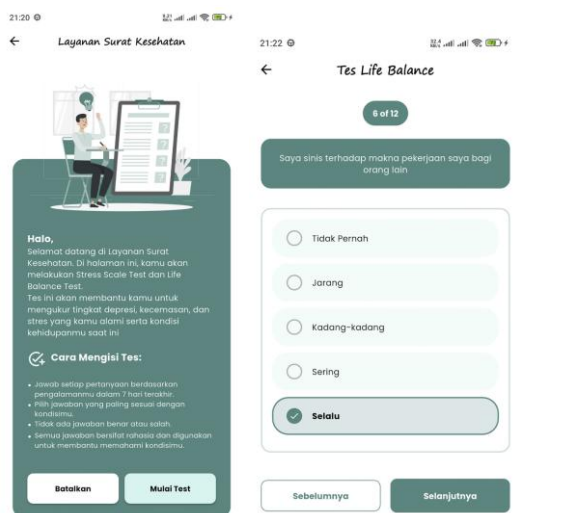 21:20
Layanan Surat Kesehatan
Halo,
Selamat datang di Layanan Surat
Kesehatan. Di halaman ini, kamu akan
melakukan Stress Scale Test dan Life
Balance Test.
Tes ini akan membantu kamu untuk
mengukur tingkat depresi, kecemasan, dan
stres yang kamu alami serta kondisi
kehidupanmu saat ini
Cara Mengisi Tes:
• Jawab setiap pertanyaan berdasarkan
pengalamanmu dalam 7 hari terakhir.
• Pilih jawaban yang paling sesuai dengan
kondisimu.
• Tidak ada jawaban benar atau salah.
• Semua jawaban bersifat rahasia dan digunakan
untuk membantu memahami kondisimu.
Batalkan
Mulai Test
21:22
Tes Life Balance
6 of 12
Saya sinis terhadap makna pekerjaan saya bagi
orang lain
Tidak Pernah
Jarang
Kadang-kadang
Sering
Selalu
Sebelumnya
Selanjutnya